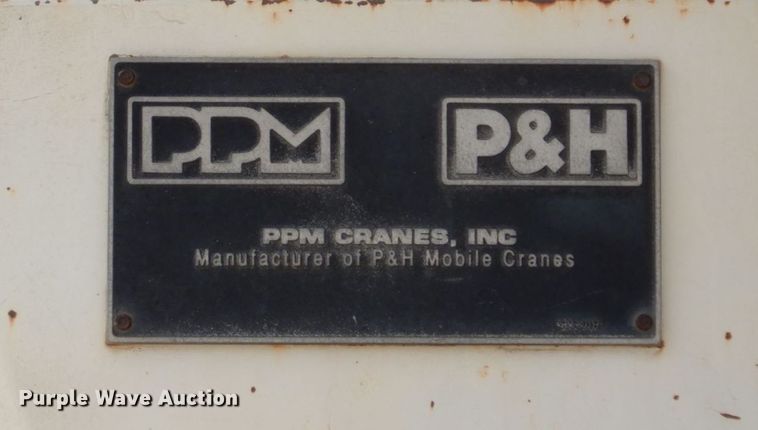 PPM P&H
PPM CRANES, INC
Manufacturer of P&H Mobile Cranes
Purple Wave Auction